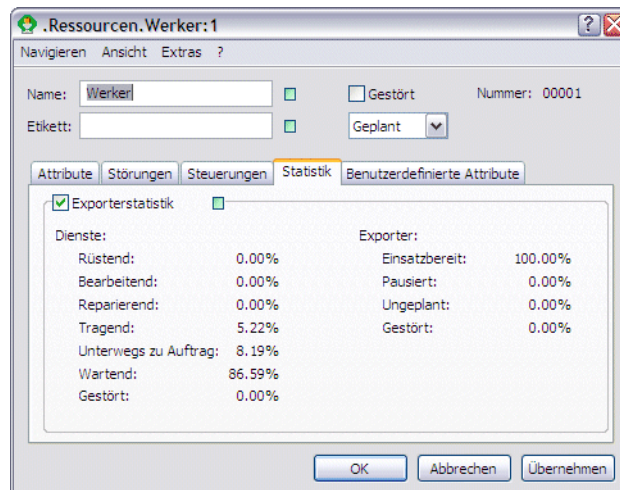 .Ressourcen.Werker:1
Navigieren Ansicht Extras ?
Name: Werker Gestört Nummer: 00001
Etikett: Geplant
Attribute Störungen Steuerungen Statistik Benutzerdefinierte Attribute
Exporterstatistik
Dienste: Exporter:
Rüstend: 0.00% Einsatzbereit: 100.00%
Bearbeitend: 0.00% Pausiert: 0.00%
Reparierend: 0.00% Ungeplant: 0.00%
Tragend: 5.22% Gestört: 0.00%
Unterwegs zu Auftrag: 8.19%
Wartend: 86.59%
Gestört: 0.00%
OK Abbrechen Übernehmen